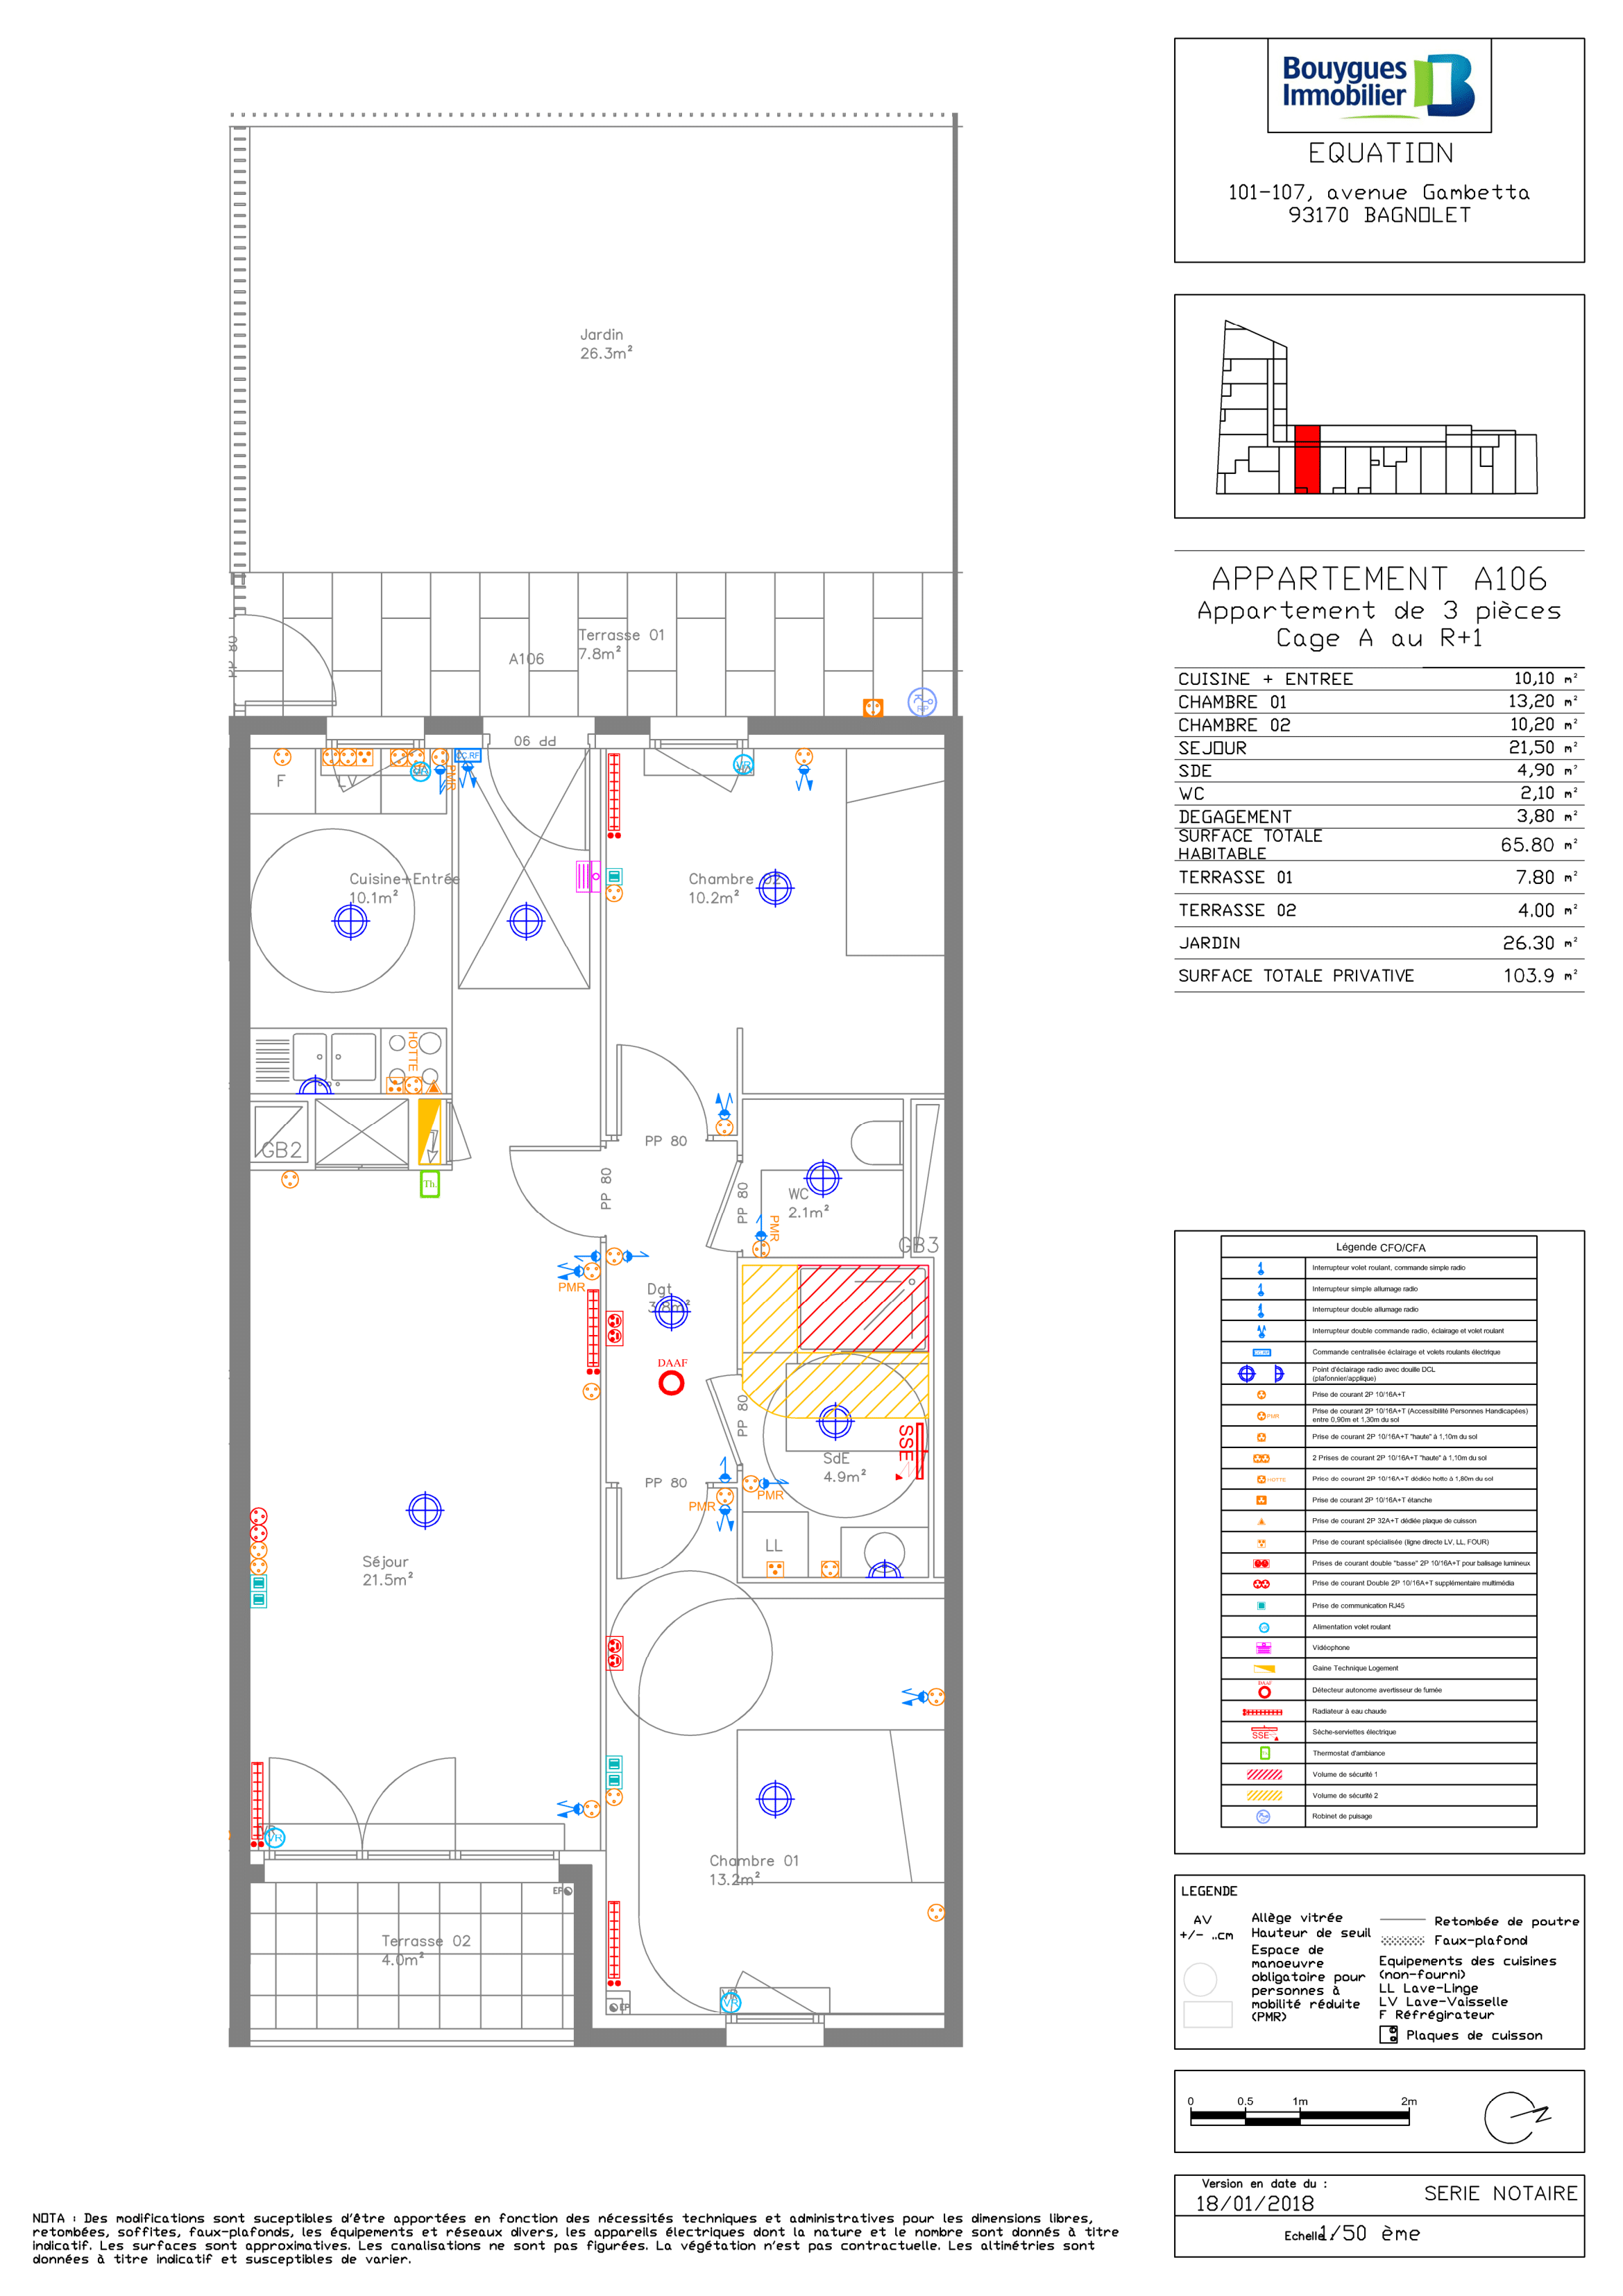 Bouygues
Immobilier
EQUATION
101-107, avenue Gambetta
93170 BAGNOLET
APPARTEMENT A106
Appartement de 3 pièces
Cage A au R+1
CUISINE + ENTREE 10,10 m²
CHAMBRE 01 13,20 m²
CHAMBRE 02 10,20 m²
SEJOUR 21,50 m²
SDE 4,90 m²
WC 2,10 m²
DEGAGEMENT 3,80 m²
SURFACE TOTALE
HABITABLE 65.80 m²
TERRASSE 01 7.80 m²
TERRASSE 02 4.00 m²
JARDIN 26.30 m²
SURFACE TOTALE PRIVATIVE 103.9 m²
Jardin
26.3m²
Terrasse 01
7.8m²
A106
PP 90
RP
F
LV
PMR
CC.RF
VR
Cuisine+Entrée
10.1m²
Chambre 02
10.2m²
HOTTE
GB2
Th.
PP 80
PP 80
PP 80
WC
2.1m²
PMR
GB3
PMR
Dgt
3.8m²
DAAF
PP 80
SSE
SdE
4.9m²
PP 80
PMR
PMR
LL
Séjour
21.5m²
VR
Chambre 01
13.2m²
EP
Terrasse 02
4.0m²
VR
EP
Légende CFO/CFA
Interrupteur volet roulant, commande simple radio
Interrupteur simple allumage radio
Interrupteur double allumage radio
Interrupteur double commande radio, éclairage et volet roulant
Commande centralisée éclairage et volets roulants électrique
Point d'éclairage radio avec douille DCL
(plafonnier/applique)
Prise de courant 2P 10/16A+T
PMR Prise de courant 2P 10/16A+T (Accessibilité Personnes Handicapées)
entre 0,90m et 1,30m du sol
Prise de courant 2P 10/16A+T "haute" à 1,10m du sol
2 Prises de courant 2P 10/16A+T "haute" à 1,10m du sol
HOTTE Prise de courant 2P 10/16A+T dédiée hotte à 1,80m du sol
Prise de courant 2P 10/16A+T étanche
Prise de courant 2P 32A+T dédiée plaque de cuisson
Prise de courant spécialisée (ligne directe LV, LL, FOUR)
Prises de courant double "basse" 2P 10/16A+T pour balisage lumineux
Prise de courant Double 2P 10/16A+T supplémentaire multimédia
Prise de communication RJ45
Alimentation volet roulant
Vidéophone
Gaine Technique Logement
DAAF Détecteur autonome avertisseur de fumée
Radiateur à eau chaude
SSE Sèche-serviettes électrique
Thermostat d'ambiance
Volume de sécurité 1
Volume de sécurité 2
Robinet de puisage
LEGENDE
AV Allège vitrée
+/- ..cm Hauteur de seuil
Espace de
manoeuvre
obligatoire pour
personnes à
mobilité réduite
(PMR)
Retombée de poutre
Faux-plafond
Equipements des cuisines
(non-fourni)
LL Lave-Linge
LV Lave-Vaisselle
F Réfrigérateur
Plaques de cuisson
0 0.5 1m 2m
N
Version en date du :
18/01/2018
SERIE NOTAIRE
Echelle : 1/50 ème
NOTA : Des modifications sont suceptibles d'être apportées en fonction des nécessités techniques et administratives pour les dimensions libres,
retombées, soffites, faux-plafonds, les équipements et réseaux divers, les appareils électriques dont la nature et le nombre sont donnés à titre
indicatif. Les surfaces sont approximatives. Les canalisations ne sont pas figurées. La végétation n'est pas contractuelle. Les altimétries sont
données à titre indicatif et susceptibles de varier.